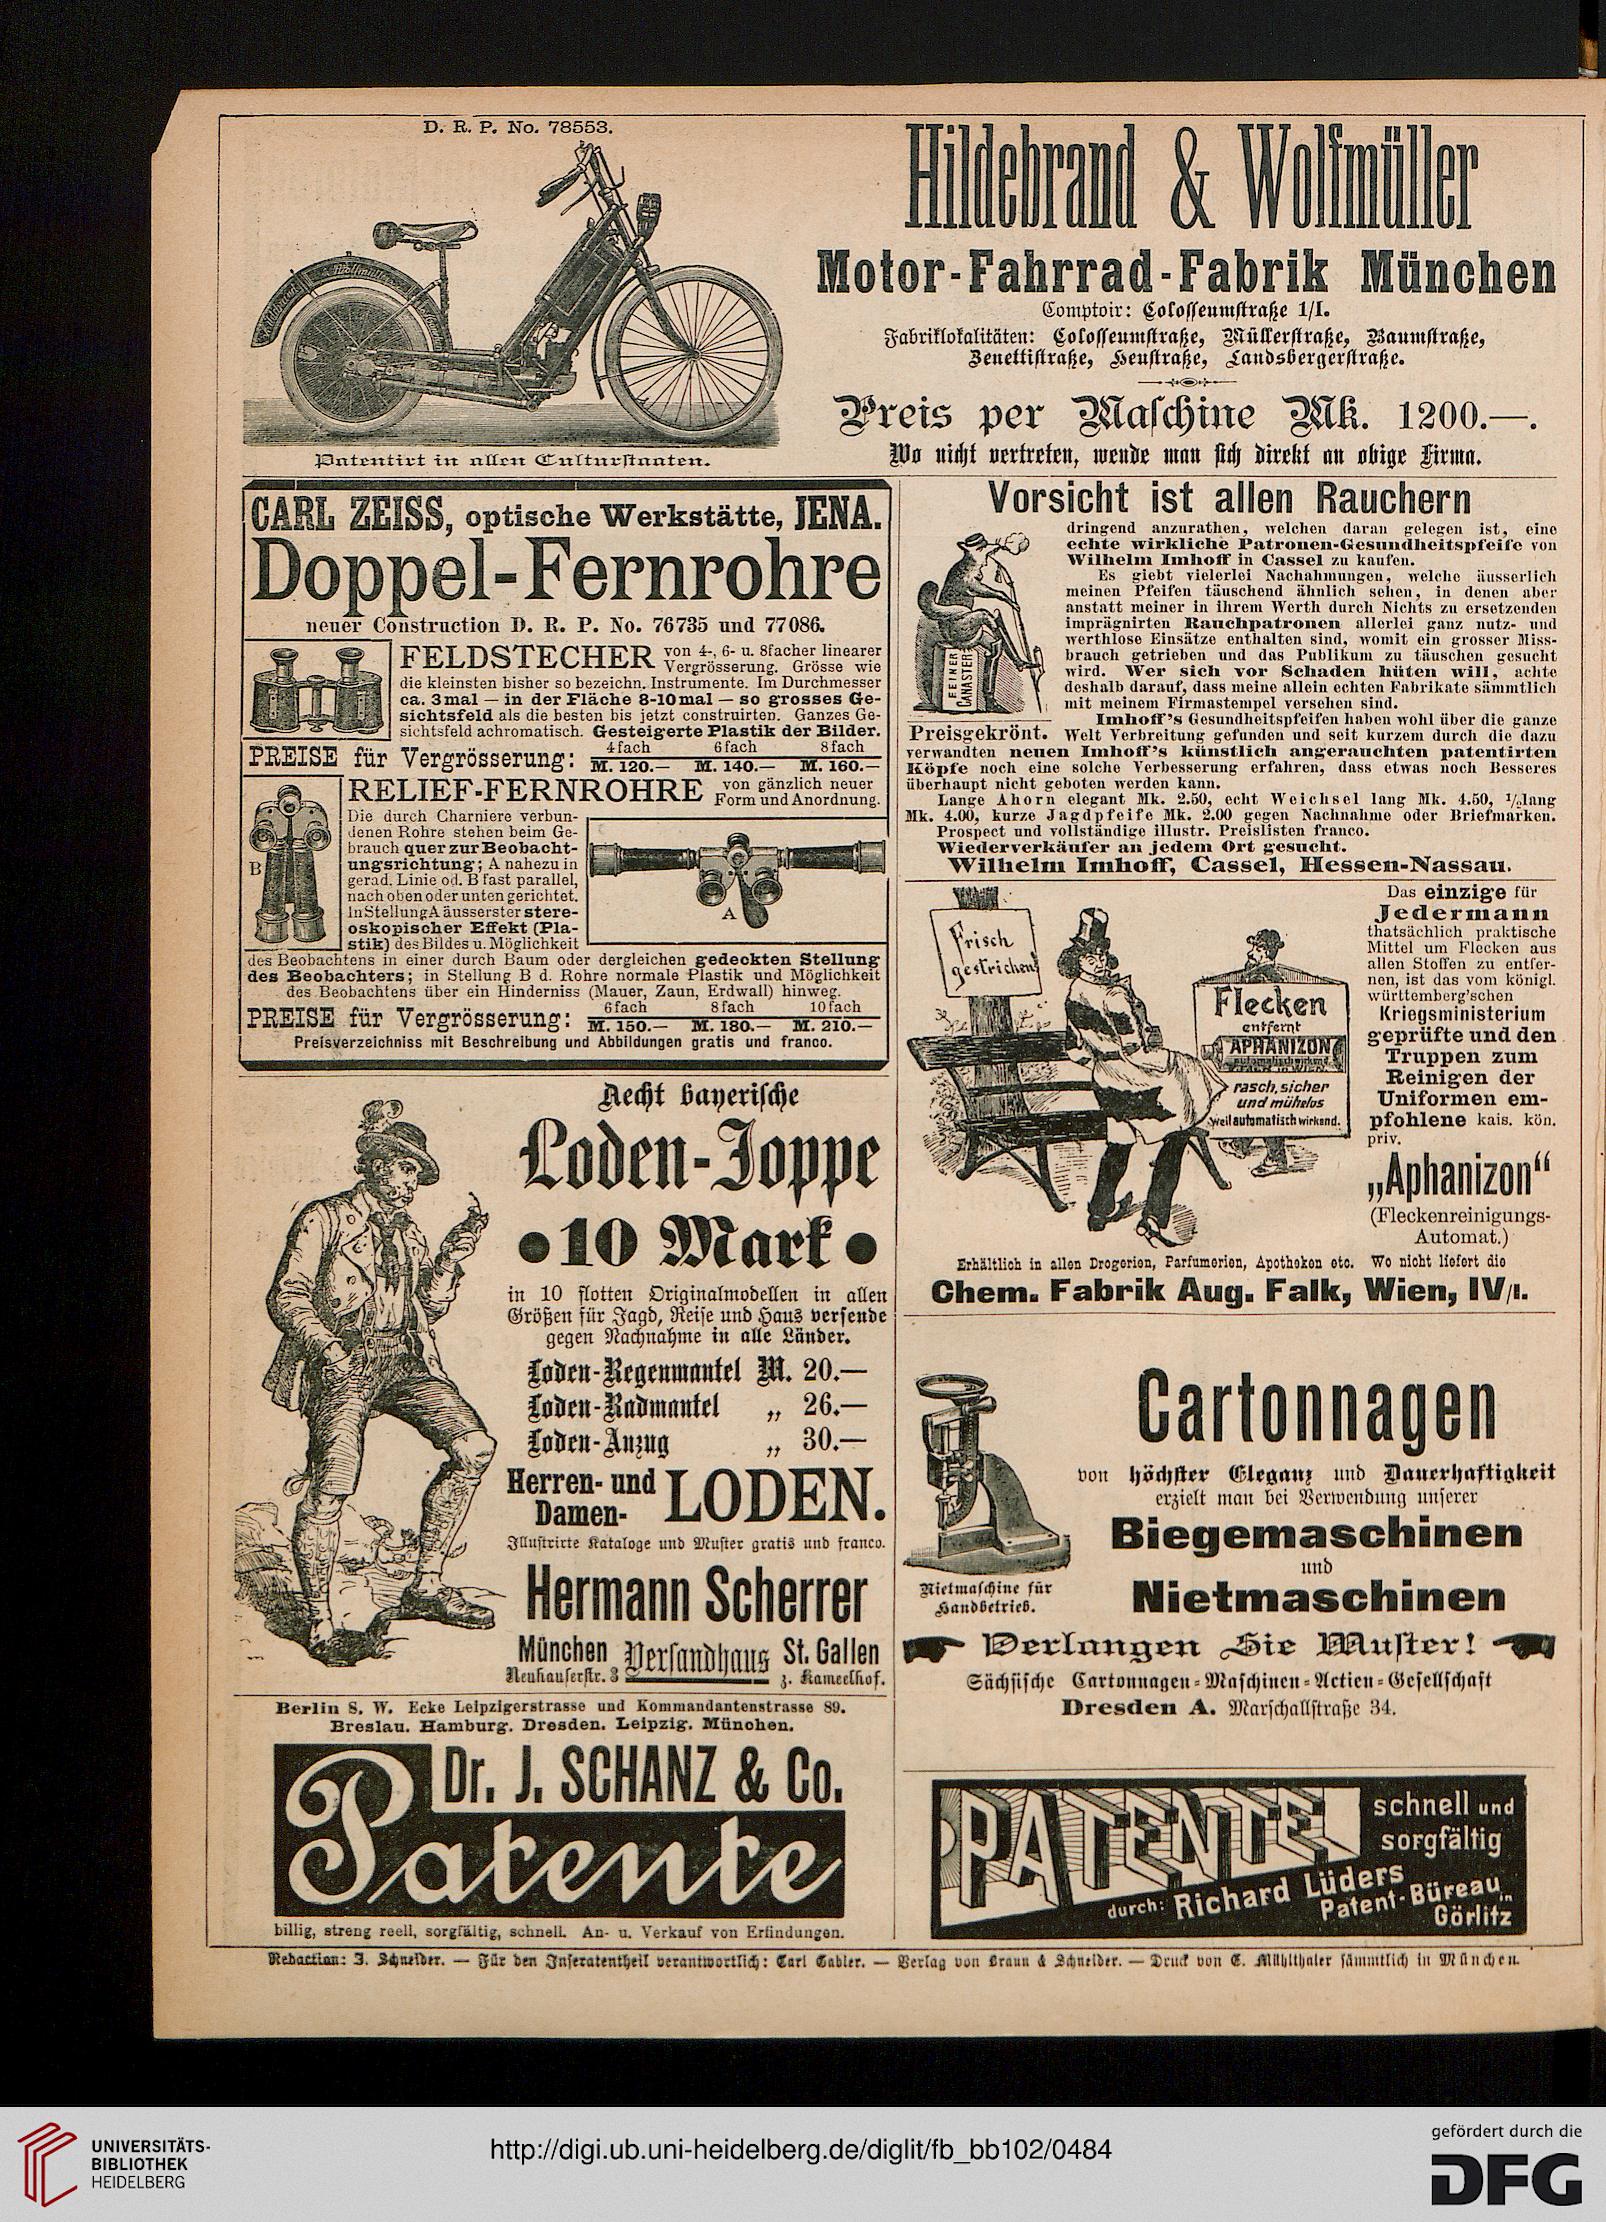 D. R. P. No. 78553.
Patentirt in allen Culturstaaten.
Hildebrand & Wolfmüller
Motor-Fahrrad-Fabrik München
Comptoir: Colosseumstraße 1/I.
Fabriklokalitäten: Colosseumstraße, Müllerstraße, Baumstraße,
Zenettistraße, Heustraße, Landsbergerstraße.
Preis per Maschine Mk. 1200.—.
Wo nicht vertreten, wende man sich direkt an obige Firma.
CARL ZEISS, optische Werkstätte, JENA.
Doppel-Fernrohre
neuer Construction D. R. P. No. 76735 und 77086.
FELDSTECHER von 4-, 6- u. 8facher linearer
Vergrösserung. Grösse wie
die kleinsten bisher so bezeichn. Instrumente. Im Durchmesser
ca. 3mal — in der Fläche 8-10mal — so grosses Ge-
sichtsfeld als die besten bis jetzt construirten. Ganzes Ge-
sichtsfeld achromatisch. Gesteigerte Plastik der Bilder.
PREISE für Vergrösserung: 4fach 6fach 8fach
M. 120.— M. 140.— M. 160.—
RELIEF-FERNROHRE von gänzlich neuer
Form und Anordnung.
Die durch Charniere verbun-
denen Rohre stehen beim Ge-
brauch quer zur Beobacht-
ungsrichtung; A nahezu in
gerad. Linie od. B fast parallel,
nach oben oder unten gerichtet.
In Stellung A äusserster stere-
oskopischer Effekt (Pla-
stik) des Bildes u. Möglichkeit
B
A
des Beobachtens in einer durch Baum oder dergleichen gedeckten Stellung
des Beobachters; in Stellung B d. Rohre normale Plastik und Möglichkeit
des Beobachtens über ein Hinderniss (Mauer, Zaun, Erdwall) hinweg.
PREISE für Vergrösserung: 6fach 8fach 10fach
M. 150.— M. 180.— M. 210.—
Preisverzeichniss mit Beschreibung und Abbildungen gratis und franco.
Vorsicht ist allen Rauchern
dringend anzurathen, welchen daran gelegen ist, eine
echte wirkliche Patronen-Gesundheitspfeife von
Wilhelm Imhoff in Cassel zu kaufen.
Es giebt vielerlei Nachahmungen, welche äusserlich
meinen Pfeifen täuschend ähnlich sehen, in denen aber
anstatt meiner in ihrem Werth durch Nichts zu ersetzenden
imprägnirten Rauchpatronen allerlei ganz nutz- und
werthlose Einsätze enthalten sind, womit ein grosser Miss-
brauch getrieben und das Publikum zu täuschen gesucht
wird. Wer sich vor Schaden hüten will, achte
deshalb darauf, dass meine allein echten Fabrikate sämmtlich
mit meinem Firmastempel versehen sind.
FEINER
CANASTER
Preisgekrönt.
Imhoff's Gesundheitspfeifen haben wohl über die ganze
Welt Verbreitung gefunden und seit kurzem durch die dazu
verwandten neuen Imhoff's künstlich angerauchten patentirten
Köpfe noch eine solche Verbesserung erfahren, dass etwas noch Besseres
überhaupt nicht geboten werden kann.
Lange Ahorn elegant Mk. 2.50, echt Weichsel lang Mk. 4.50, ½lang
Mk. 4.00, kurze Jagdpfeife Mk. 2.00 gegen Nachnahme oder Briefmarken.
Prospect und vollständige illustr. Preislisten franco.
Wiederverkäufer an jedem Ort gesucht.
Wilhelm Imhoff, Cassel, Hessen-Nassau.
Frisch
gestrichen!
Flecken
entfernt
APHANIZON
rasch, sicher
und mühelos
weil automatisch wirkend.
Das einzige für
Jedermann
thatsächlich praktische
Mittel um Flecken aus
allen Stoffen zu entfer-
nen, ist das vom königl.
württemberg'schen
Kriegsministerium
geprüfte und den
Truppen zum
Reinigen der
Uniformen em-
pfohlene kais. kön.
priv.
„Aphanizon“
(Fleckenreinigungs-
Automat.)
Erhältlich in allen Drogerien, Parfumerien, Apotheken etc. Wo nicht liefert die
Chem. Fabrik Aug. Falk, Wien, IV/1.
Aecht bayerische
Loden-Joppe
10 Mark
in 10 flotten Originalmodellen in allen
Größen für Jagd, Reise und Haus versende
gegen Nachnahme in alle Länder.
Loden-Regenmantel M. 20.—
Loden-Radmantel „ 26.—
Loden-Anzug „ 30.—
Herren- und
Damen- LODEN.
Illustrirte Kataloge und Muster gratis und franco.
Hermann Scherrer
München Versandhaus St. Gallen
Neuhauserstr. 3 z. Kameelhof.
Cartonnagen
von höchster Eleganz und Dauerhaftigkeit
erzielt man bei Verwendung unserer
Biegemaschinen
und
Nietmaschinen
Nietmaschine für
Handbetrieb.
Verlangen Sie Muster!
Sächsische Cartonnagen-Maschinen-Actien-Gesellschaft
Dresden A. Marschallstraße 34.
Berlin S. W. Ecke Leipzigerstrasse und Kommandantenstrasse 89.
Breslau. Hamburg. Dresden. Leipzig. München.
Dr. J. SCHANZ & Co.
Patente
billig, streng reell, sorgfältig, schnell. An- u. Verkauf von Erfindungen.
PATENTE
schnell und
sorgfältig
durch: Richard Lüders
Patent-Büreau in
Görlitz
Redaction: J. Schneider. — Für den Inseratentheil verantwortlich: Carl Gabler. — Verlag von Braun & Schneider. — Druck von E. Mühlthaler sämmtlich in München.
UNIVERSITÄTS-
BIBLIOTHEK
HEIDELBERG
http://digi.ub.uni-heidelberg.de/diglit/fb_bb102/0484
gefördert durch die
DFG